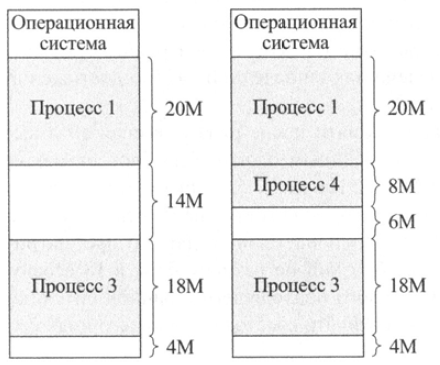 Операционная
система
Процесс 1
20M
14M
Процесс 3
18M
4M
Операционная
система
Процесс 1
20M
Процесс 4
8M
6M
Процесс 3
18M
4M